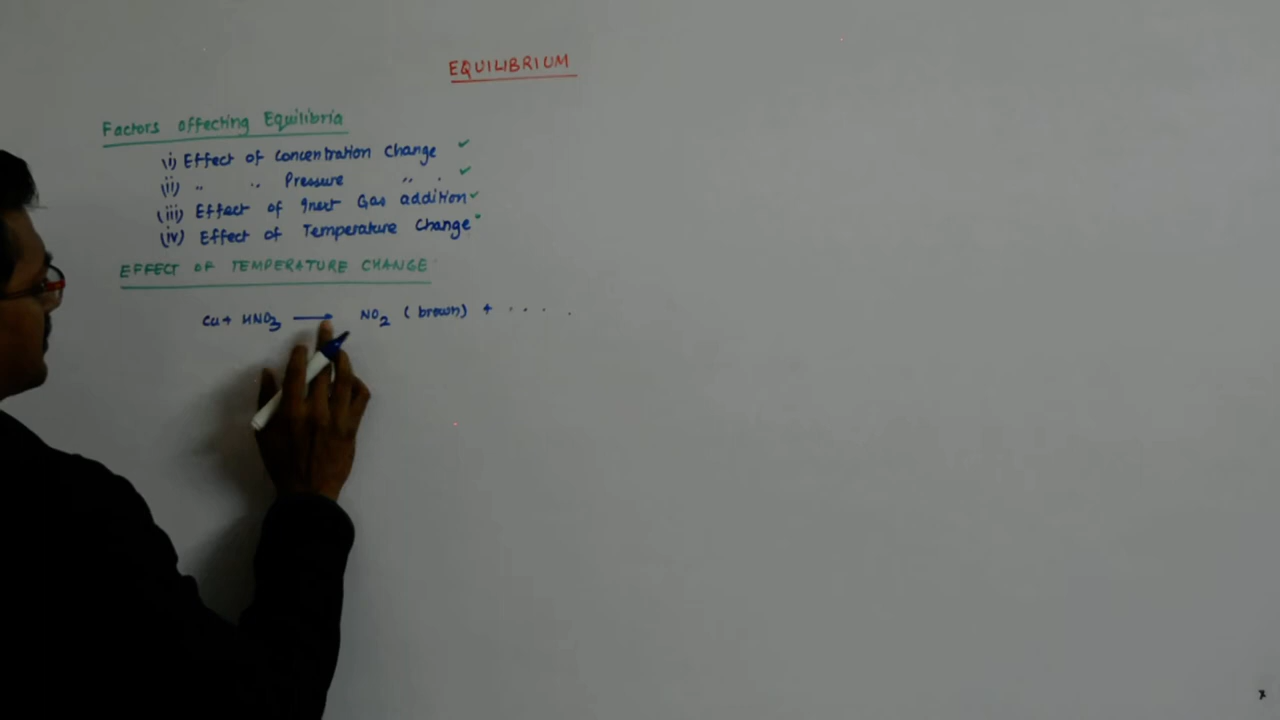 EQUILIBRIUM
Factors affecting Equilibria
(i) Effect of Concentration Change ✓
(ii) " " Pressure " . ✓
(iii) Effect of Inert Gas addition ✓
(iv) Effect of Temperature Change
EFFECT OF TEMPERATURE CHANGE
Cu + HNO3 → NO2 (brown) + . . . .